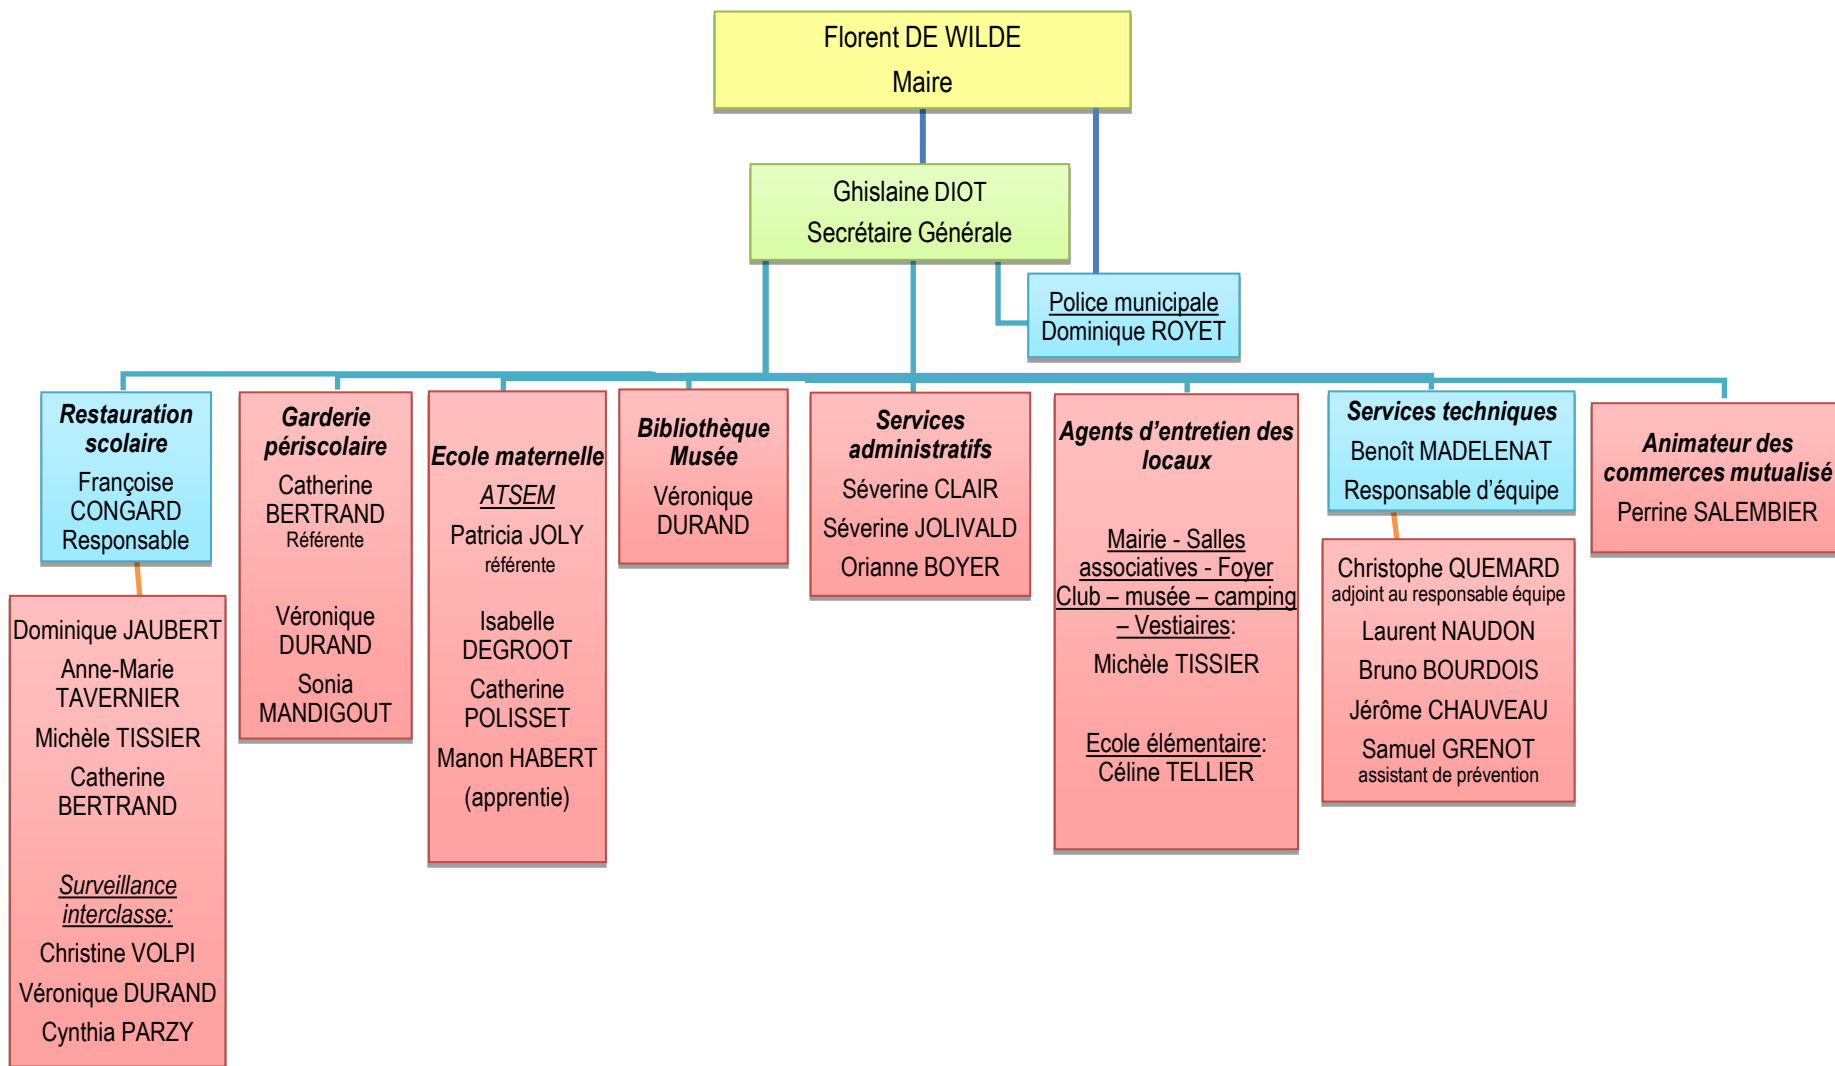 Florent DE WILDE
Maire
Ghislaine DIOT
Secrétaire Générale
Police municipale
Dominique ROYET
Restauration
scolaire
Françoise
CONGARD
Responsable
Dominique JAUBERT
Anne-Marie
TAVERNIER
Michèle TISSIER
Catherine
BERTRAND
Surveillance
interclasse:
Christine VOLPI
Véronique DURAND
Cynthia PARZY
Garderie
périscolaire
Catherine
BERTRAND
Référente
Véronique
DURAND
Sonia
MANDIGOUT
Ecole maternelle
ATSEM
Patricia JOLY
référente
Isabelle
DEGROOT
Catherine
POLISSET
Manon HABERT
(apprentie)
Bibliothèque
Musée
Véronique
DURAND
Services
administratifs
Séverine CLAIR
Séverine JOLIVALD
Orianne BOYER
Agents d’entretien des
locaux
Mairie - Salles
associatives - Foyer
Club – musée – camping
– Vestiaires:
Michèle TISSIER
Ecole élémentaire:
Céline TELLIER
Services techniques
Benoît MADELENAT
Responsable d’équipe
Christophe QUEMARD
adjoint au responsable équipe
Laurent NAUDON
Bruno BOURDOIS
Jérôme CHAUVEAU
Samuel GRENOT
assistant de prévention
Animateur des
commerces mutualisé
Perrine SALEMBIER